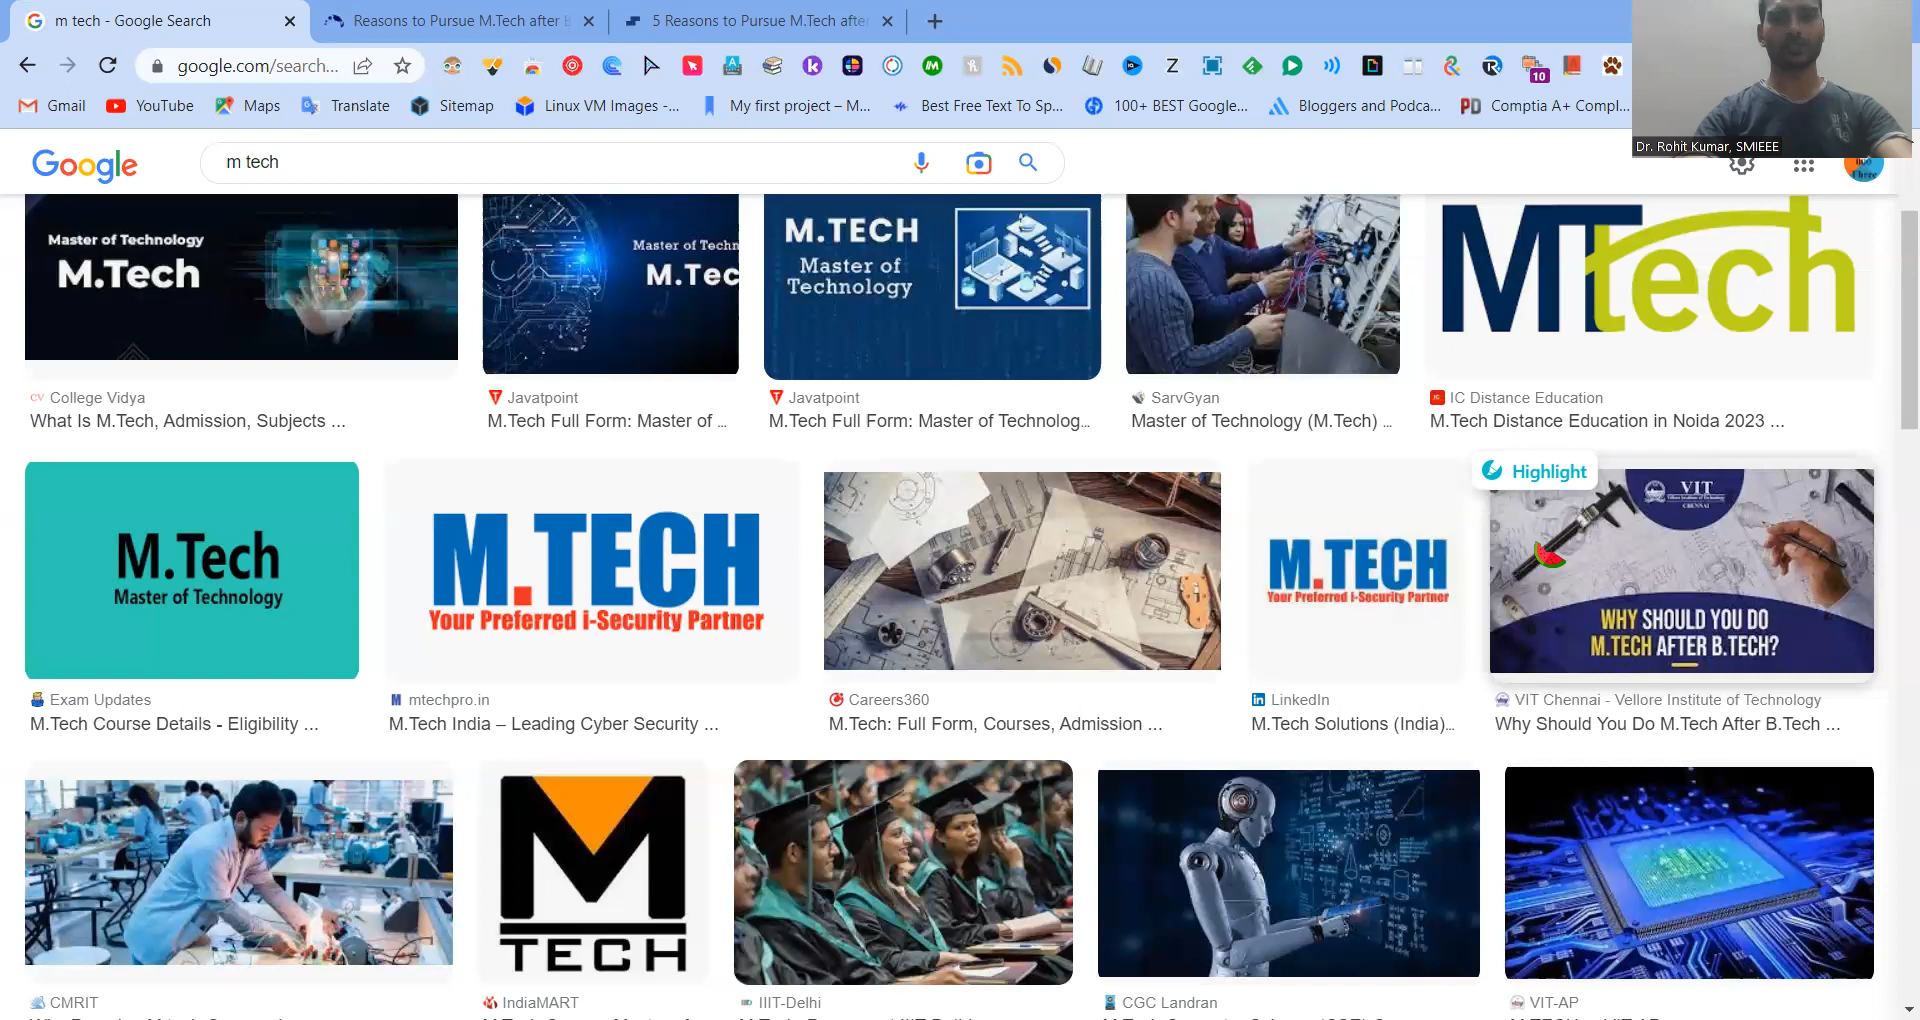 m tech - Google Search
Reasons to Pursue M.Tech after
5 Reasons to Pursue M.Tech after
google.com/search...
10
Gmail
YouTube
Maps
Translate
Sitemap
Linux VM Images -...
My first project – M...
Best Free Text To Sp...
100+ BEST Google...
Bloggers and Podca...
Comptia A+ Compl...
Dr. Rohit Kumar, SMIEEE
Google
m tech
Master of Technology
M.Tech
Master of Techn
M.Tec
M.TECH
Master of
Technology
MTech
College Vidya
What Is M.Tech, Admission, Subjects ...
Javatpoint
M.Tech Full Form: Master of ...
Javatpoint
M.Tech Full Form: Master of Technolog...
SarvGyan
Master of Technology (M.Tech) ...
IC Distance Education
M.Tech Distance Education in Noida 2023 ...
M.Tech
Master of Technology
M.TECH
Your Preferred i-Security Partner
M.TECH
Your Preferred i-Security Partner
Highlight
VIT
CHENNAI
WHY SHOULD YOU DO
M.TECH AFTER B.TECH?
Exam Updates
M.Tech Course Details - Eligibility ...
mtechpro.in
M.Tech India – Leading Cyber Security ...
Careers360
M.Tech: Full Form, Courses, Admission ...
LinkedIn
M.Tech Solutions (India)...
VIT Chennai - Vellore Institute of Technology
Why Should You Do M.Tech After B.Tech ...
M
TECH
CMRIT
IndiaMART
IIIT-Delhi
CGC Landran
VIT-AP